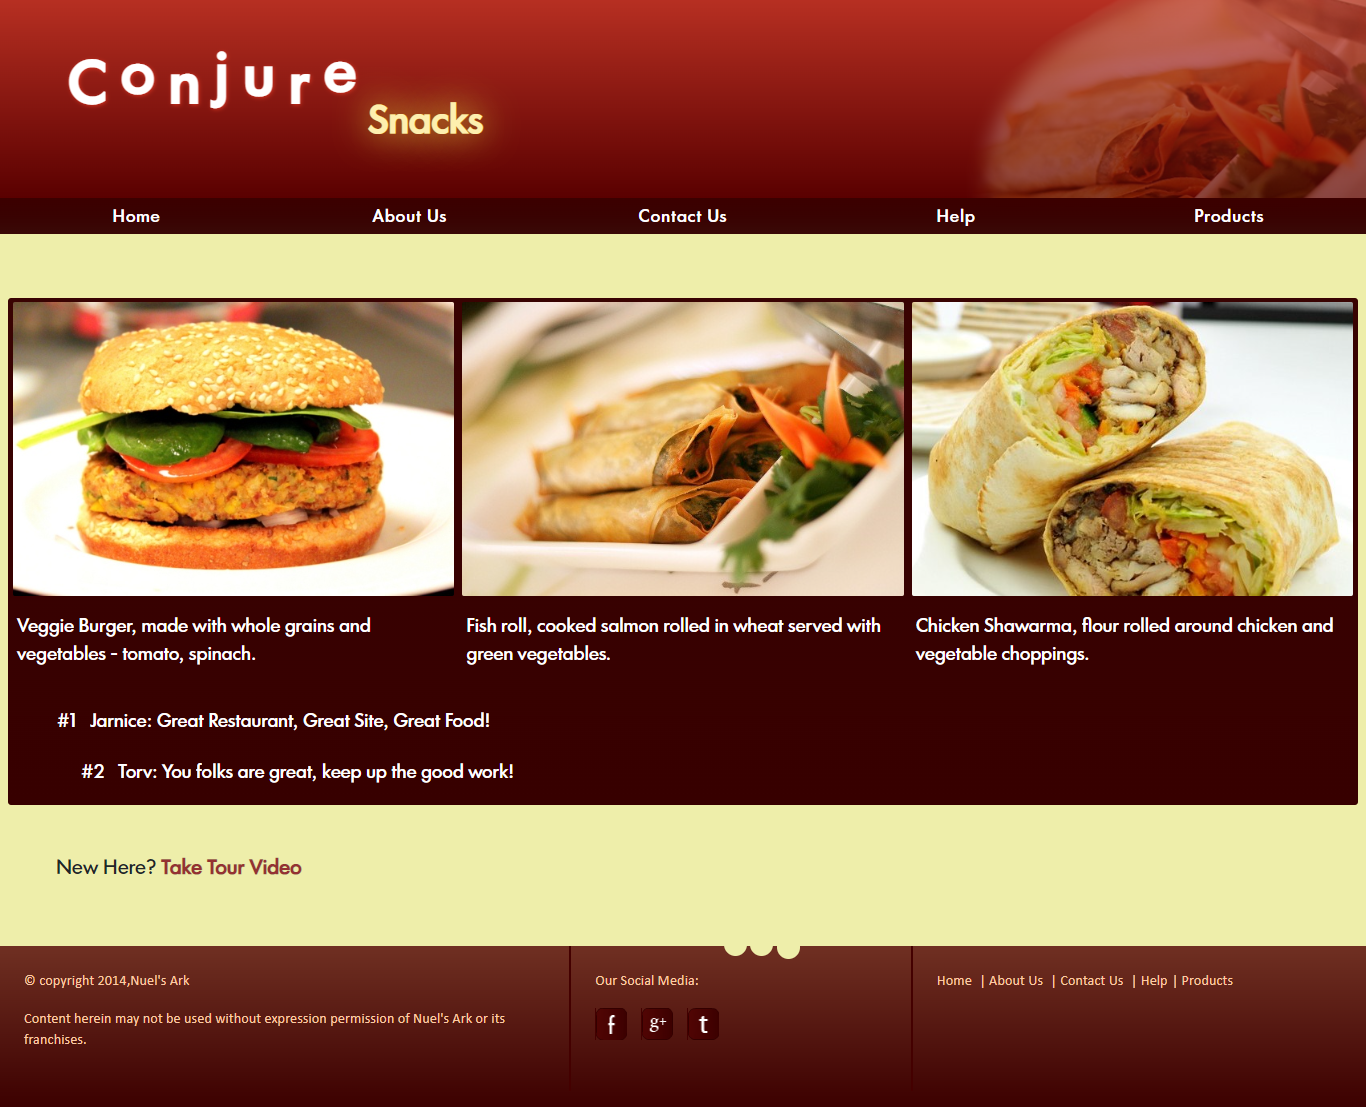 Conjure
Snacks
Home About Us Contact Us Help Products
Veggie Burger, made with whole grains and
vegetables - tomato, spinach.
Fish roll, cooked salmon rolled in wheat served with
green vegetables.
Chicken Shawarma, flour rolled around chicken and
vegetable choppings.
#1 Jarnice: Great Restaurant, Great Site, Great Food!
#2 Torv: You folks are great, keep up the good work!
New Here? Take Tour Video
© copyright 2014,Nuel's Ark
Content herein may not be used without expression permission of Nuel's Ark or its
franchises.
Our Social Media:
f g+ t
Home | About Us | Contact Us | Help | Products